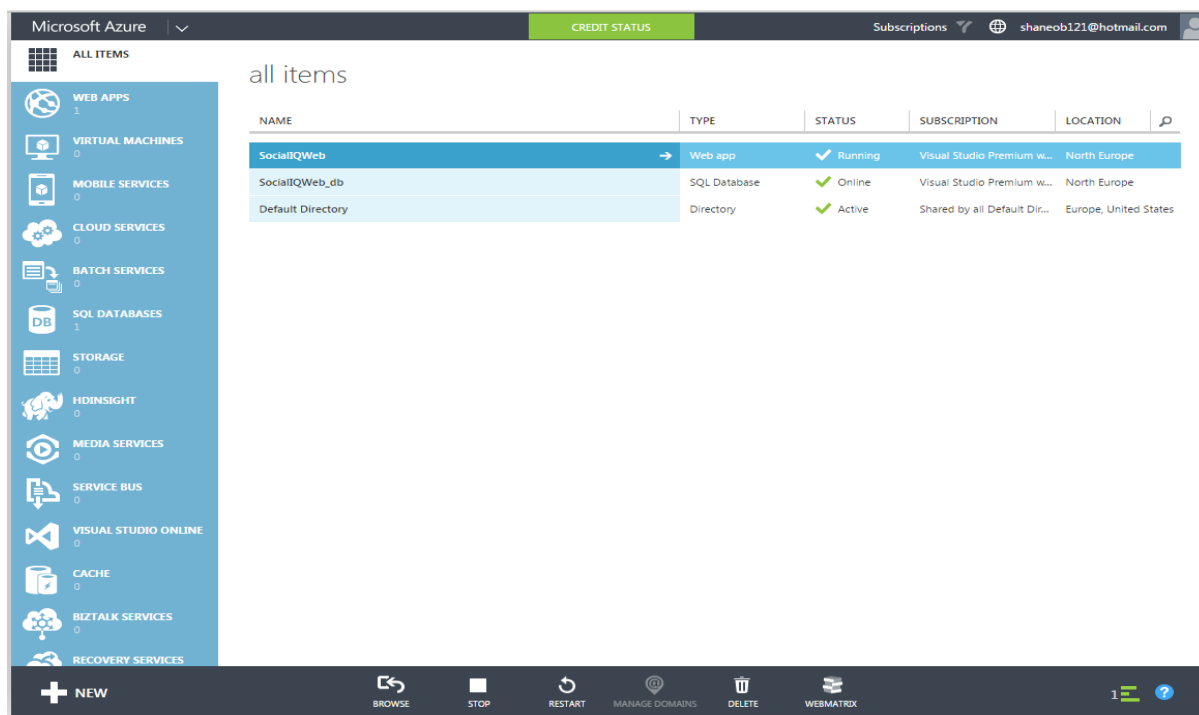 Microsoft Azure
CREDIT STATUS
Subscriptions
shaneob121@hotmail.com
ALL ITEMS
WEB APPS
1
VIRTUAL MACHINES
0
MOBILE SERVICES
0
CLOUD SERVICES
0
BATCH SERVICES
0
SQL DATABASES
1
STORAGE
0
HDINSIGHT
0
MEDIA SERVICES
0
SERVICE BUS
0
VISUAL STUDIO ONLINE
0
CACHE
0
BIZTALK SERVICES
0
RECOVERY SERVICES
DB
all items
NAME TYPE STATUS SUBSCRIPTION LOCATION
SocialIQWeb Web app Running Visual Studio Premium w... North Europe
SocialIQWeb_db SQL Database Online Visual Studio Premium w... North Europe
Default Directory Directory Active Shared by all Default Dir... Europe, United States
NEW
BROWSE
STOP
RESTART
MANAGE DOMAINS
DELETE
WEBMATRIX
1
?